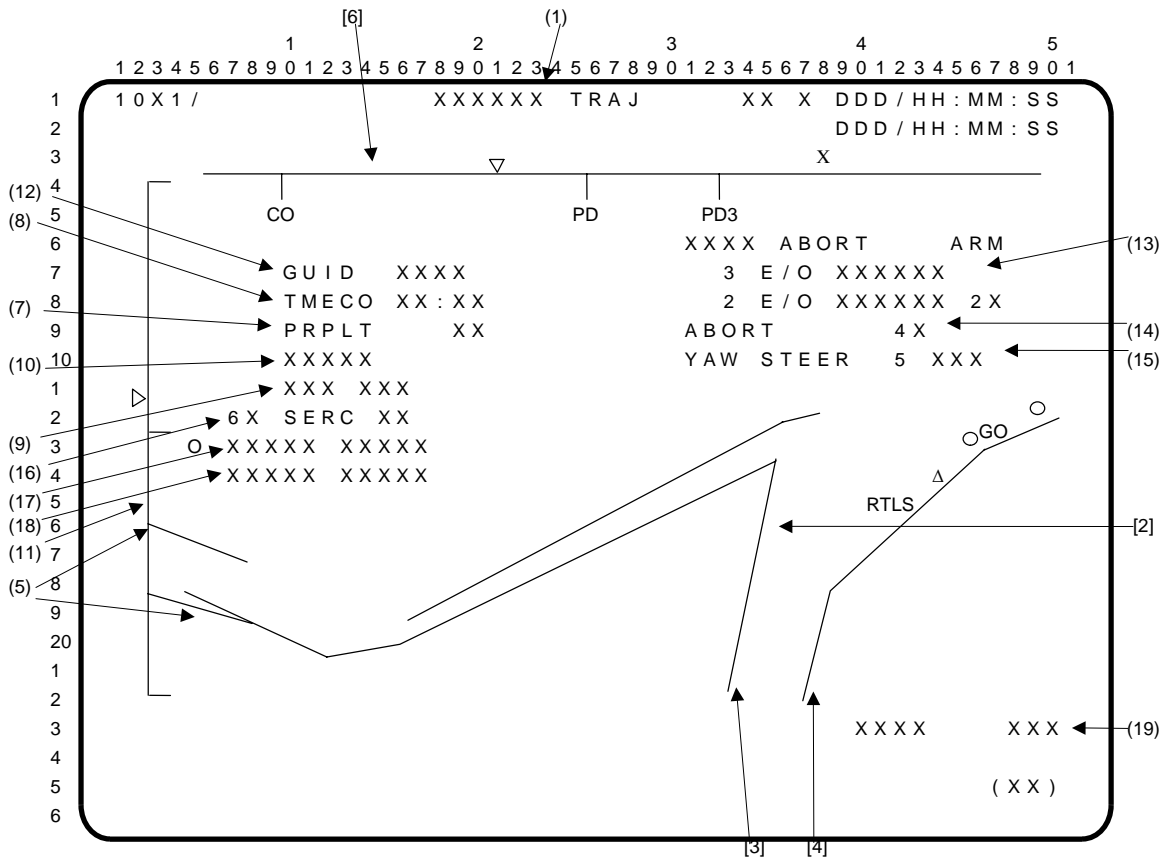 [6] (1)
1 2 3 4 5
1 2 3 4 5 6 7 8 9 0 1 2 3 4 5 6 7 8 9 0 1 2 3 4 5 6 7 8 9 0 1 2 3 4 5 6 7 8 9 0 1 2 3 4 5 6 7 8 9 0 1
1 10X1/ XXXXXX TRAJ XX X DDD/HH:MM:SS
2 DDD/HH:MM:SS
3 X
(12) 4
5 CO PD PD3
(8) 6 XXXX ABORT ARM (13)
7 GUID XXXX 3 E/O XXXXXX
(7) 8 TMECO XX:XX 2 E/O XXXXXX 2X
9 PRPLT XX ABORT 4X (14)
(10) 10 XXXXX YAW STEER 5 XXX (15)
1 XXX XXX
(9) 2 6X SERC XX
(16) 3 O XXXXX XXXXX GO
(17) 4 XXXXX XXXXX Δ
5 RTLS
(18) 6 [2]
(11) 7
(5) 8
9
20
1
2
3 XXXX XXX (19)
4
5 (XX)
6
[3] [4]